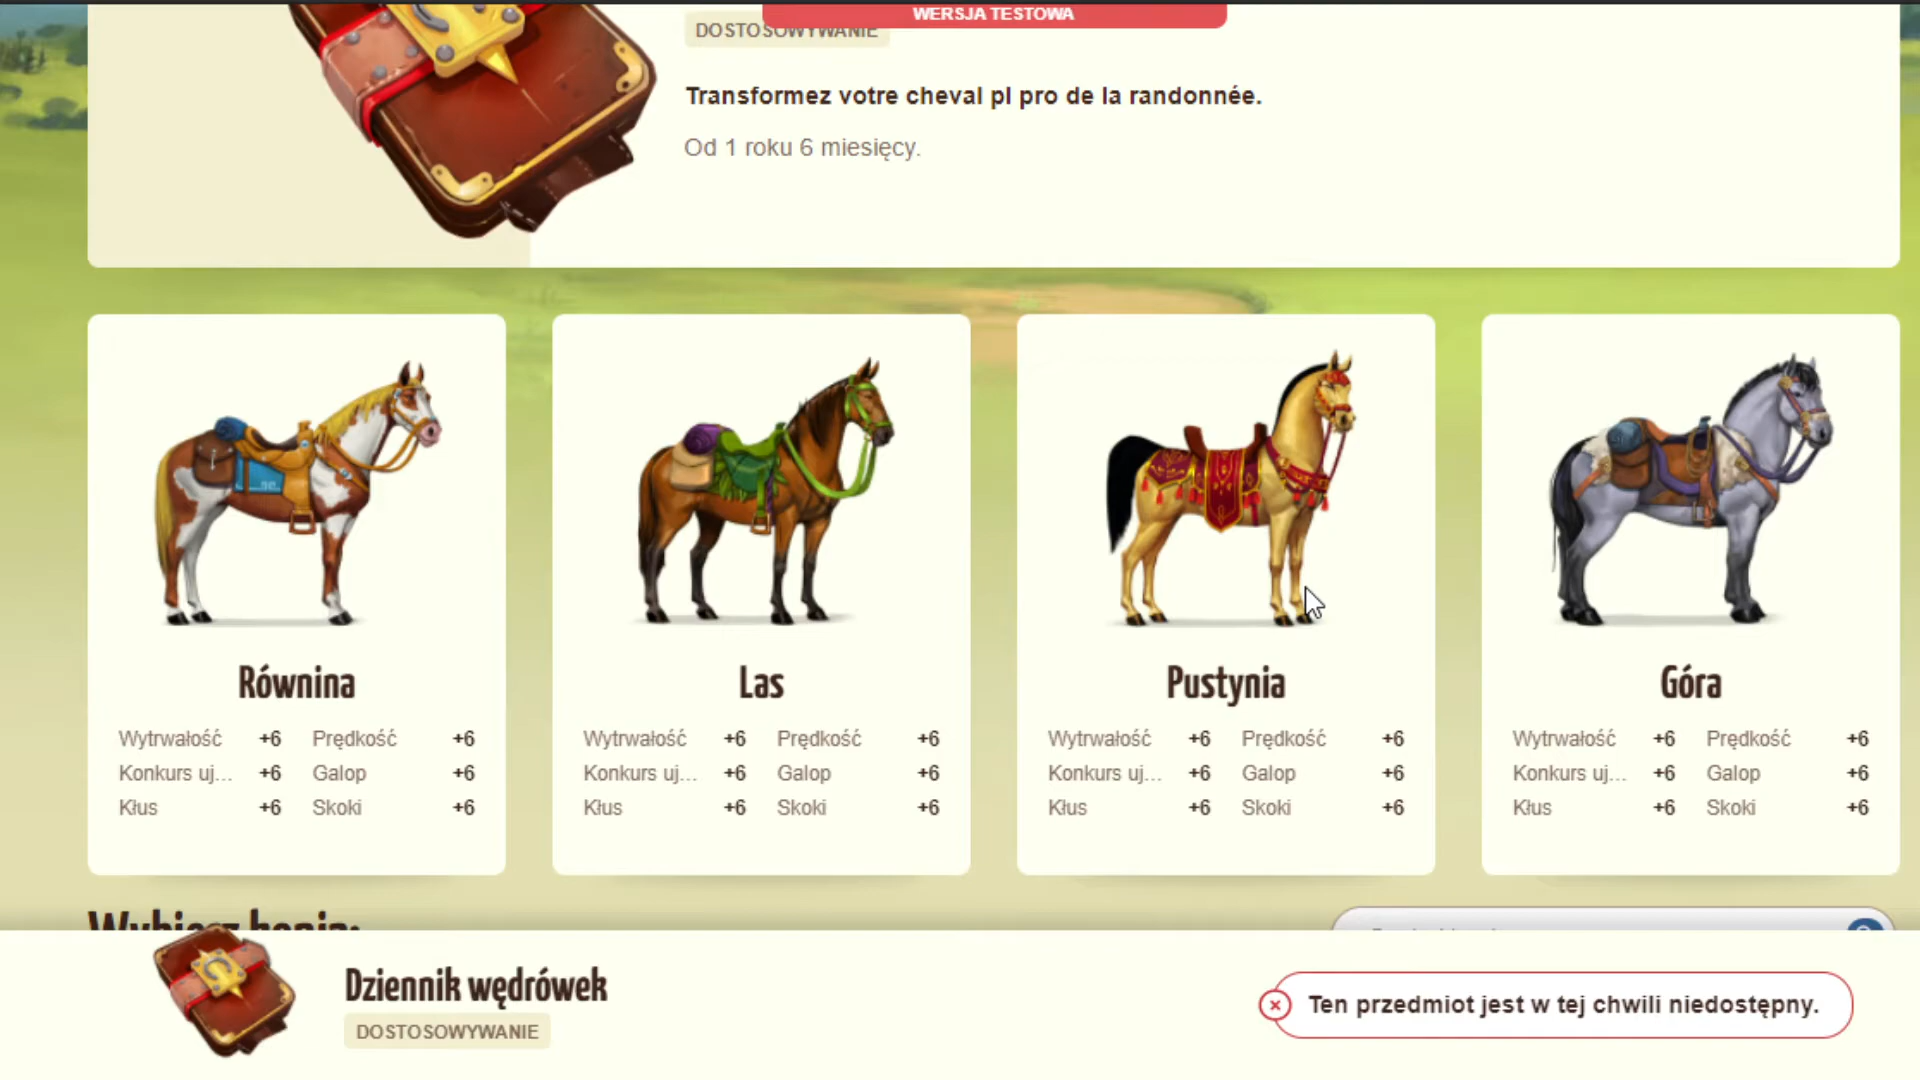 WERSJA TESTOWA
DOSTOSOWYWANIE
Transformez votre cheval pl pro de la randonnée.
Od 1 roku 6 miesięcy.
Równina
Wytrwałość +6 Prędkość +6
Konkurs uj... +6 Galop +6
Kłus +6 Skoki +6
Las
Wytrwałość +6 Prędkość +6
Konkurs uj... +6 Galop +6
Kłus +6 Skoki +6
Pustynia
Wytrwałość +6 Prędkość +6
Konkurs uj... +6 Galop +6
Kłus +6 Skoki +6
Góra
Wytrwałość +6 Prędkość +6
Konkurs uj... +6 Galop +6
Kłus +6 Skoki +6
Wybierz konia:
Dziennik wędrówek
DOSTOSOWYWANIE
Ten przedmiot jest w tej chwili niedostępny.